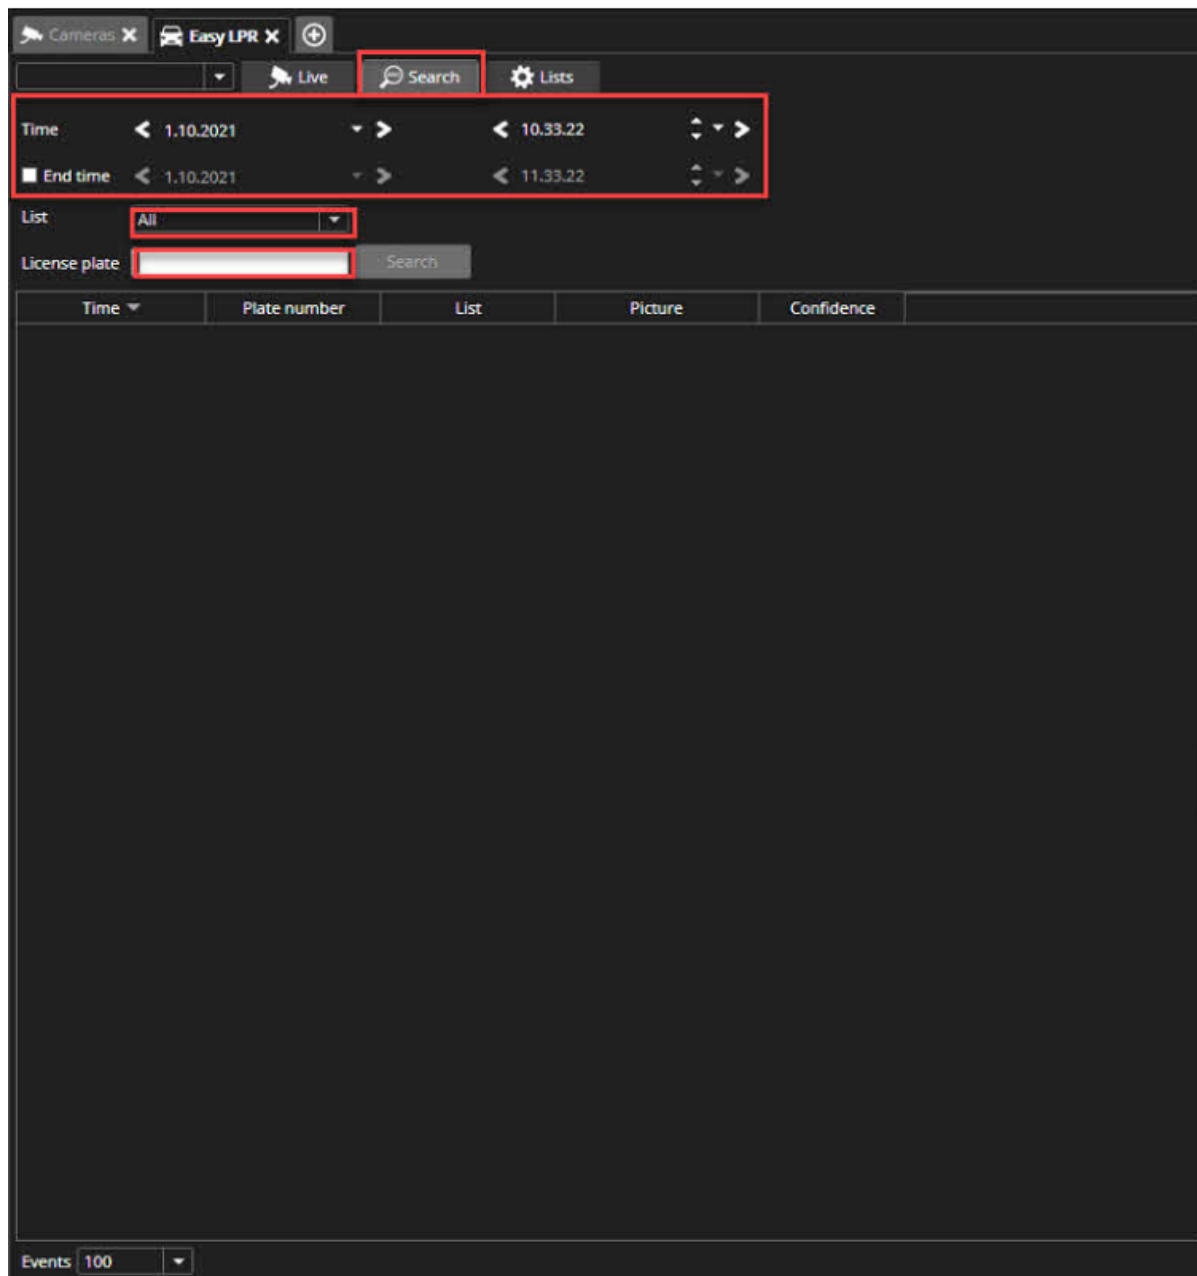 Cameras Easy LPR
Live Search Lists
Time 1.10.2021 10.33.22
End time 1.10.2021 11.33.22
List All
License plate Search
Time Plate number List Picture Confidence
Events 100